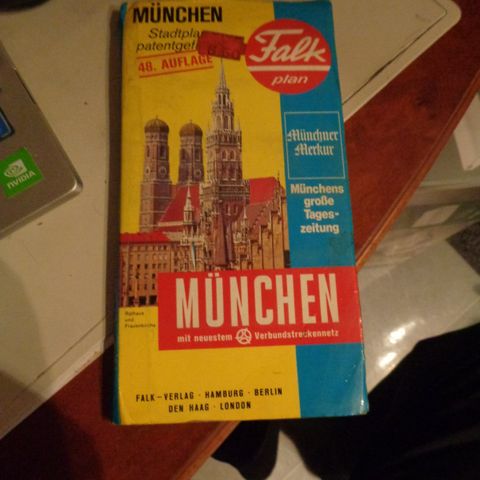 MÜNCHEN
Stadtplan
48. AUFLAGE
Falk
plan
Münchner
Merkur
Münchens
große
Tages-
zeitung
Rathaus
und
Frauenkirche
MÜNCHEN
mit neuestem Verbundstreckennetz
FALK-VERLAG · HAMBURG · BERLIN
DEN HAAG · LONDON
NVIDIA